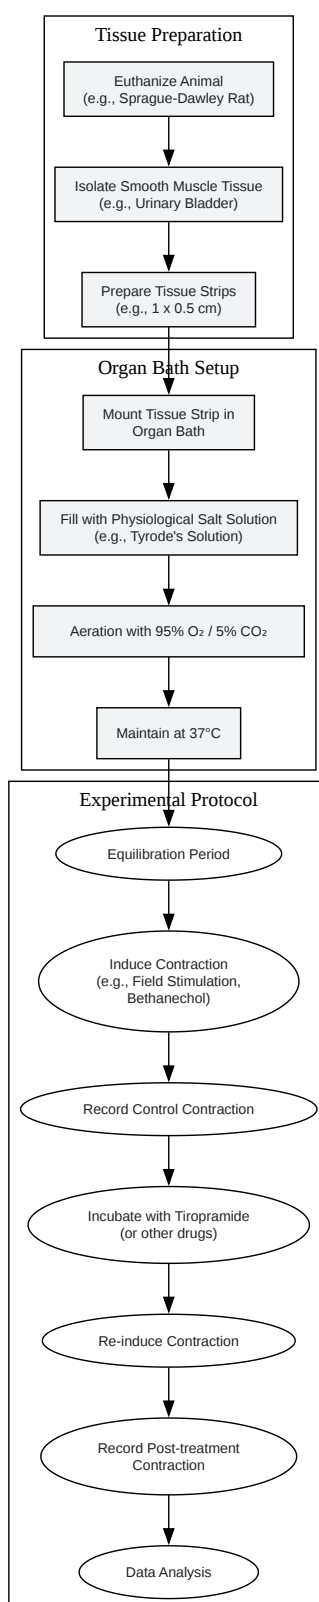 Tissue Preparation
Euthanize Animal
(e.g., Sprague-Dawley Rat)
Isolate Smooth Muscle Tissue
(e.g., Urinary Bladder)
Prepare Tissue Strips
(e.g., 1 x 0.5 cm)
Organ Bath Setup
Mount Tissue Strip in
Organ Bath
Fill with Physiological Salt Solution
(e.g., Tyrode's Solution)
Aeration with 95% O₂ / 5% CO₂
Maintain at 37°C
Experimental Protocol
Equilibration Period
Induce Contraction
(e.g., Field Stimulation,
Bethanechol)
Record Control Contraction
Incubate with Tiropramide
(or other drugs)
Re-induce Contraction
Record Post-treatment
Contraction
Data Analysis